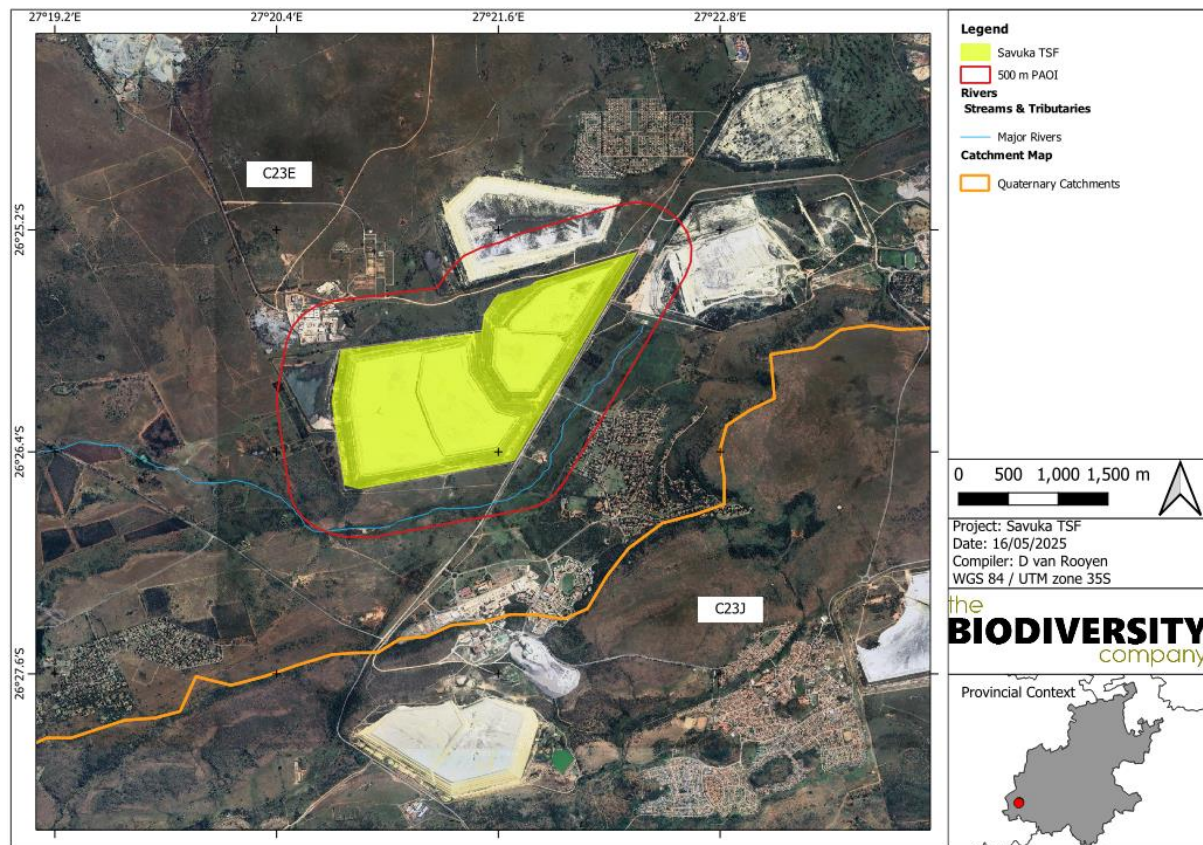 27°19.2'E 27°20.4'E 27°21.6'E 27°22.8'E
26°25.2'S
26°26.4'S
26°27.6'S
C23E
C23J
Legend
Savuka TSF
500 m PAOI
Rivers
Streams & Tributaries
Major Rivers
Catchment Map
Quaternary Catchments
0 500 1,000 1,500 m
Project: Savuka TSF
Date: 16/05/2025
Compiler: D van Rooyen
WGS 84 / UTM zone 35S
the
BIODIVERSITY
company
Provincial Context